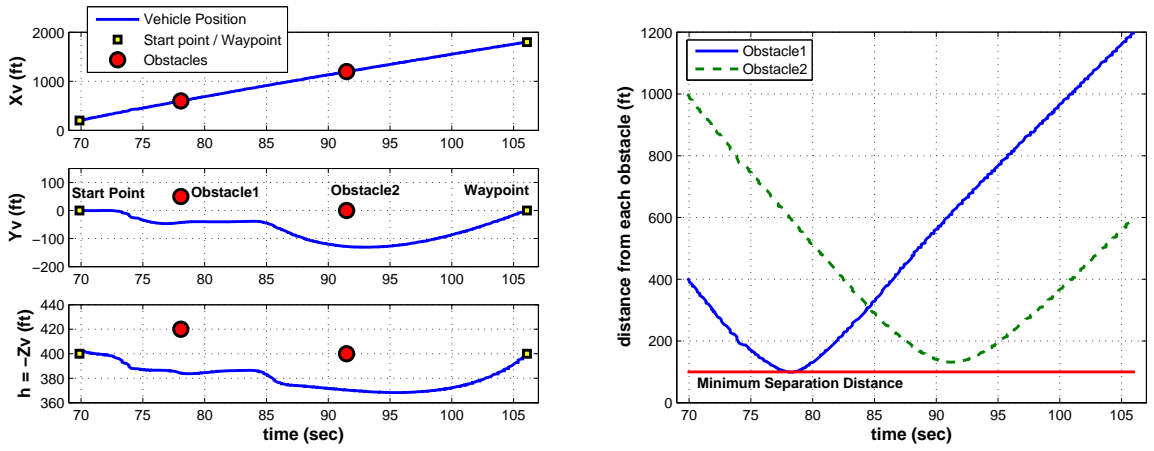 Vehicle Position
Start point / Waypoint
Obstacles
Xv (ft)
2000
1000
0
70 75 80 85 90 95 100 105
Yv (ft)
100
0
−100
−200
Start Point
Obstacle1
Obstacle2
Waypoint
70 75 80 85 90 95 100 105
h = −Zv (ft)
440
420
400
380
360
70 75 80 85 90 95 100 105
time (sec)
distance from each obstacle (ft)
1200
1000
800
600
400
200
0
Obstacle1
Obstacle2
Minimum Separation Distance
70 75 80 85 90 95 100 105
time (sec)